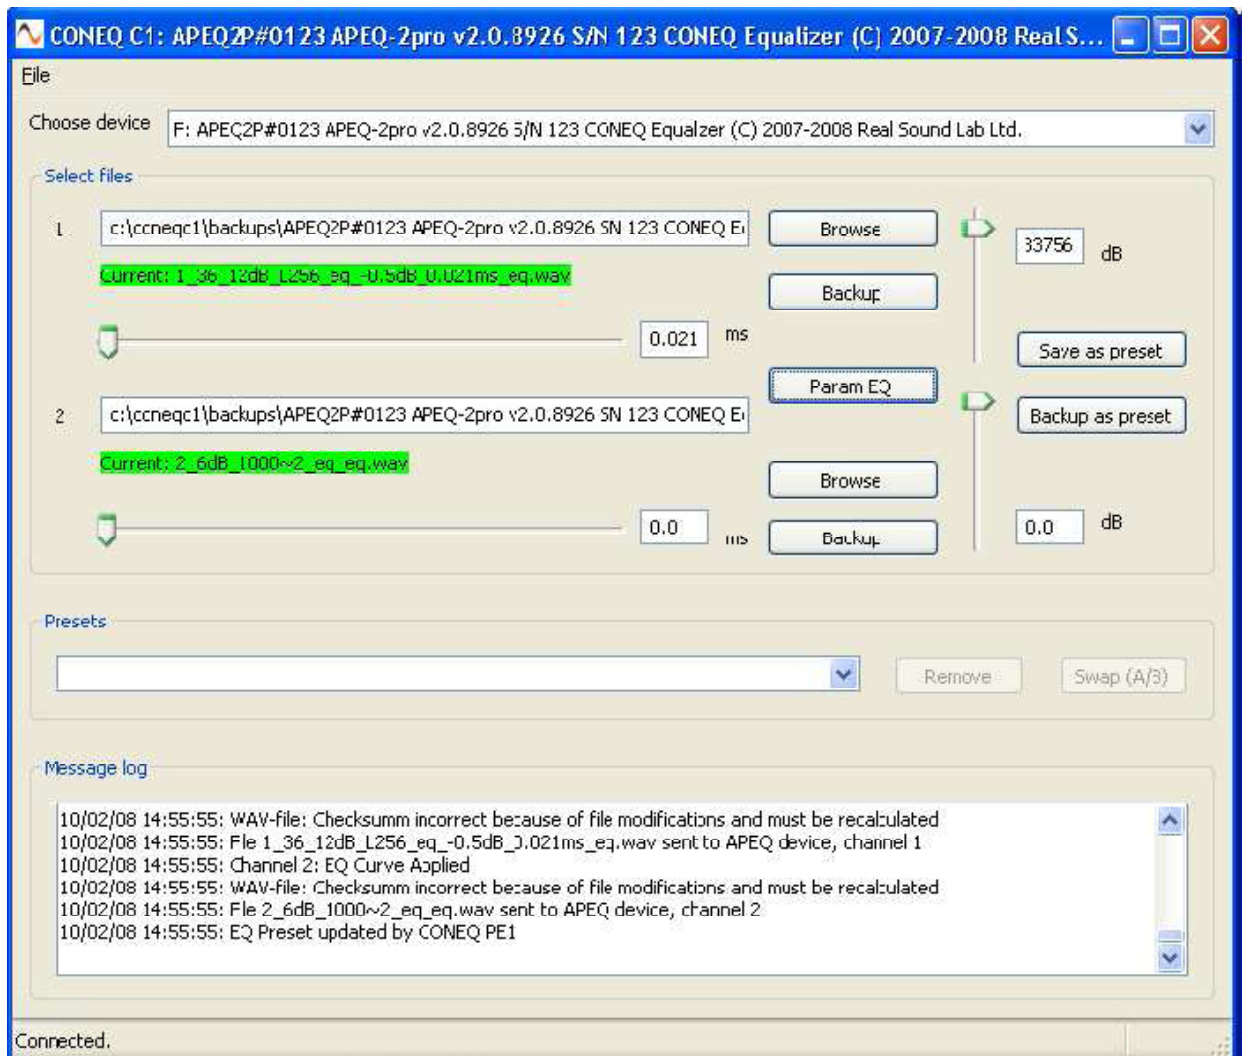 CONEQ C1: APEQ2P#0123 APEQ-2pro v2.0.8926 S/N 123 CONEQ Equalizer (C) 2007-2008 Real S...
File
Choose device F: APEQ2P#0123 APEQ-2pro v2.0.8926 S/N 123 CONEQ Equalzer (C) 2007-2008 Real Sound Lab Ltd.
Select files
1 c:\ccneqc1\backups\APEQ2P#0123 APEQ-2pro v2.0.8926 SN 123 CONEQ E Browse 33756 dB
Current: 1_36_12dB_L256_eq_-0.5dB_0.021ms_eq.wav
Backup
0.021 ms
Save as preset
Param EQ
2 c:\ccneqc1\backups\APEQ2P#0123 APEQ-2pro v2.0.8926 SN 123 CONEQ E Backup as preset
Current: 2_6dB_1000~2_eq_eq.wav
Browse
0.0 ms Backup 0.0 dB
Presets
Remove Swap (A/3)
Message log
10/02/08 14:55:55: WAV-file: Checksumm incorrect because of file modifications and must be recalculated
10/02/08 14:55:55: Fle 1_36_12dB_L256_eq_-0.5dB_0.021ms_eq.wav sent to APEQ device, channel 1
10/02/08 14:55:55: Channel 2: EQ Curve Applied
10/02/08 14:55:55: WAV-file: Checksumm incorrect because of file modifications and must be recalculated
10/02/08 14:55:55: Fle 2_6dB_1000~2_eq_eq.wav sent to APEQ device, channel 2
10/02/08 14:55:55: EQ Preset updated by CONEQ PE1
Connected.